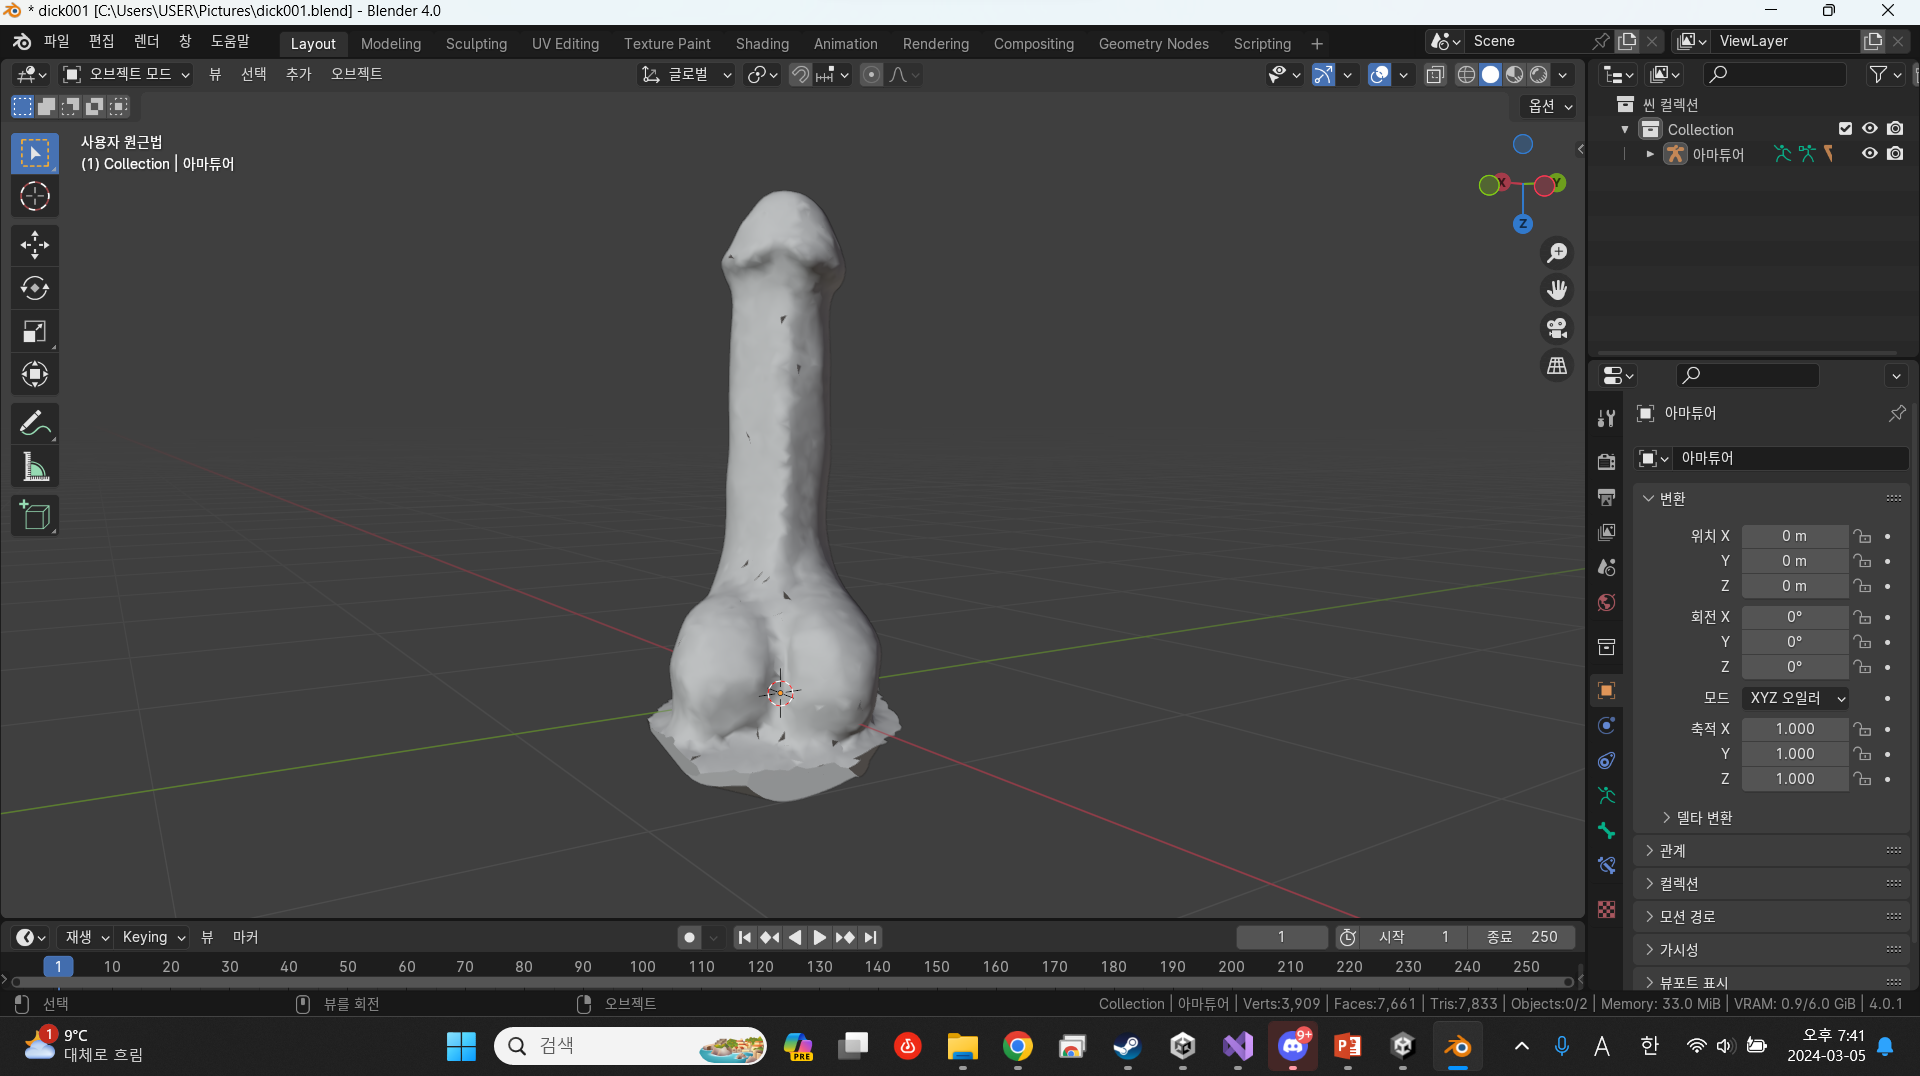 * dick001 [C:\Users\USER\Pictures\dick001.blend] - Blender 4.0
파일 편집 렌더 창 도움말 Layout Modeling Sculpting UV Editing Texture Paint Shading Animation Rendering Compositing Geometry Nodes Scripting + Scene ViewLayer
오브젝트 모드 뷰 선택 추가 오브젝트 글로벌
옵션
사용자 원근법
(1) Collection | 아마튜어
X Y
Z
씬 컬렉션
Collection
아마튜어
아마튜어
아마튜어
변환
위치 X 0 m
Y 0 m
Z 0 m
회전 X 0°
Y 0°
Z 0°
모드 XYZ 오일러
축적 X 1.000
Y 1.000
Z 1.000
델타 변환
관계
컬렉션
모션 경로
가시성
뷰포트 표시
재생 Keying 뷰 마커 1 시작 1 종료 250
1 10 20 30 40 50 60 70 80 90 100 110 120 130 140 150 160 170 180 190 200 210 220 230 240 250
선택 뷰를 회전 오브젝트 Collection | 아마튜어 | Verts:3,909 | Faces:7,661 | Tris:7,833 | Objects:0/2 | Memory: 33.0 MiB | VRAM: 0.9/6.0 GiB | 4.0.1
1 9°C
대체로 흐림
검색
PRE
9+
A 한
오후 7:41
2024-03-05